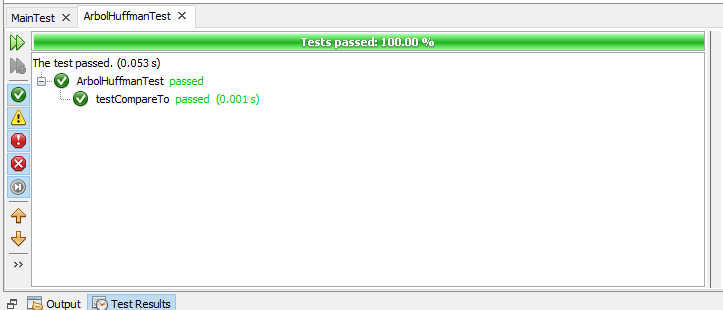 MainTest ArbolHuffmanTest
Tests passed: 100.00 %
The test passed. (0.053 s)
ArbolHuffmanTest passed
testCompareTo passed (0.001 s)
>>
Output Test Results